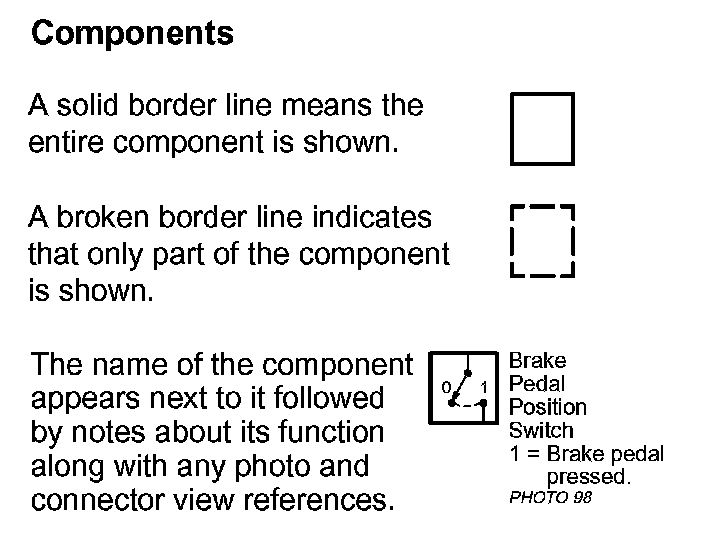 Components
A solid border line means the
entire component is shown.
A broken border line indicates
that only part of the component
is shown.
The name of the component
appears next to it followed
by notes about its function
along with any photo and
connector view references.
0 1
Brake
Pedal
Position
Switch
1 = Brake pedal
pressed.
PHOTO 98